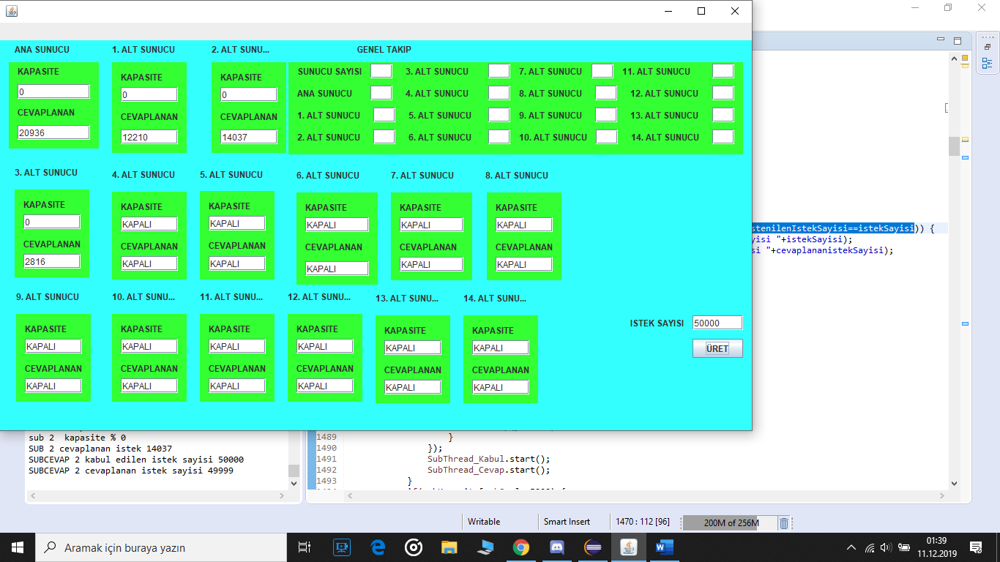 ANA SUNUCU
1. ALT SUNUCU
2. ALT SUNU...
GENEL TAKIP
KAPASITE
0
CEVAPLANAN
20936
KAPASITE
0
CEVAPLANAN
12210
KAPASITE
0
CEVAPLANAN
14037
SUNUCU SAYISI
3. ALT SUNUCU
7. ALT SUNUCU
11. ALT SUNUCU
ANA SUNUCU
4. ALT SUNUCU
8. ALT SUNUCU
12. ALT SUNUCU
1. ALT SUNUCU
5. ALT SUNUCU
9. ALT SUNUCU
13. ALT SUNUCU
2. ALT SUNUCU
6. ALT SUNUCU
10. ALT SUNUCU
14. ALT SUNUCU
3. ALT SUNUCU
4. ALT SUNUCU
5. ALT SUNUCU
6. ALT SUNUCU
7. ALT SUNUCU
8. ALT SUNUCU
KAPASITE
0
CEVAPLANAN
2816
KAPASITE
KAPALI
CEVAPLANAN
KAPALI
KAPASITE
KAPALI
CEVAPLANAN
KAPALI
KAPASITE
KAPALI
CEVAPLANAN
KAPALI
KAPASITE
KAPALI
CEVAPLANAN
KAPALI
KAPASITE
KAPALI
CEVAPLANAN
KAPALI
9. ALT SUNUCU
10. ALT SUNU...
11. ALT SUNU...
12. ALT SUNU...
13. ALT SUNU...
14. ALT SUNU...
KAPASITE
KAPALI
CEVAPLANAN
KAPALI
KAPASITE
KAPALI
CEVAPLANAN
KAPALI
KAPASITE
KAPALI
CEVAPLANAN
KAPALI
KAPASITE
KAPALI
CEVAPLANAN
KAPALI
KAPASITE
KAPALI
CEVAPLANAN
KAPALI
KAPASITE
KAPALI
CEVAPLANAN
KAPALI
ISTEK SAYISI
50000
ÜRET
stenilenIstekSayisi==istekSayisi)) {
yisi "+istekSayisi);
si "+cevaplananistekSayisi);
sub 2  kapasite % 0
SUB 2 cevaplanan istek 14037
SUBCEVAP 2 kabul edilen istek sayisi 50000
SUBCEVAP 2 cevaplanan istek sayisi 49999
1489 }
1490 });
1491 SubThread_Kabul.start();
1492 SubThread_Cevap.start();
1493 }
Writable
Smart Insert
1470 : 112 [96]
200M of 256M
Aramak için buraya yazın
01:39
11.12.2019